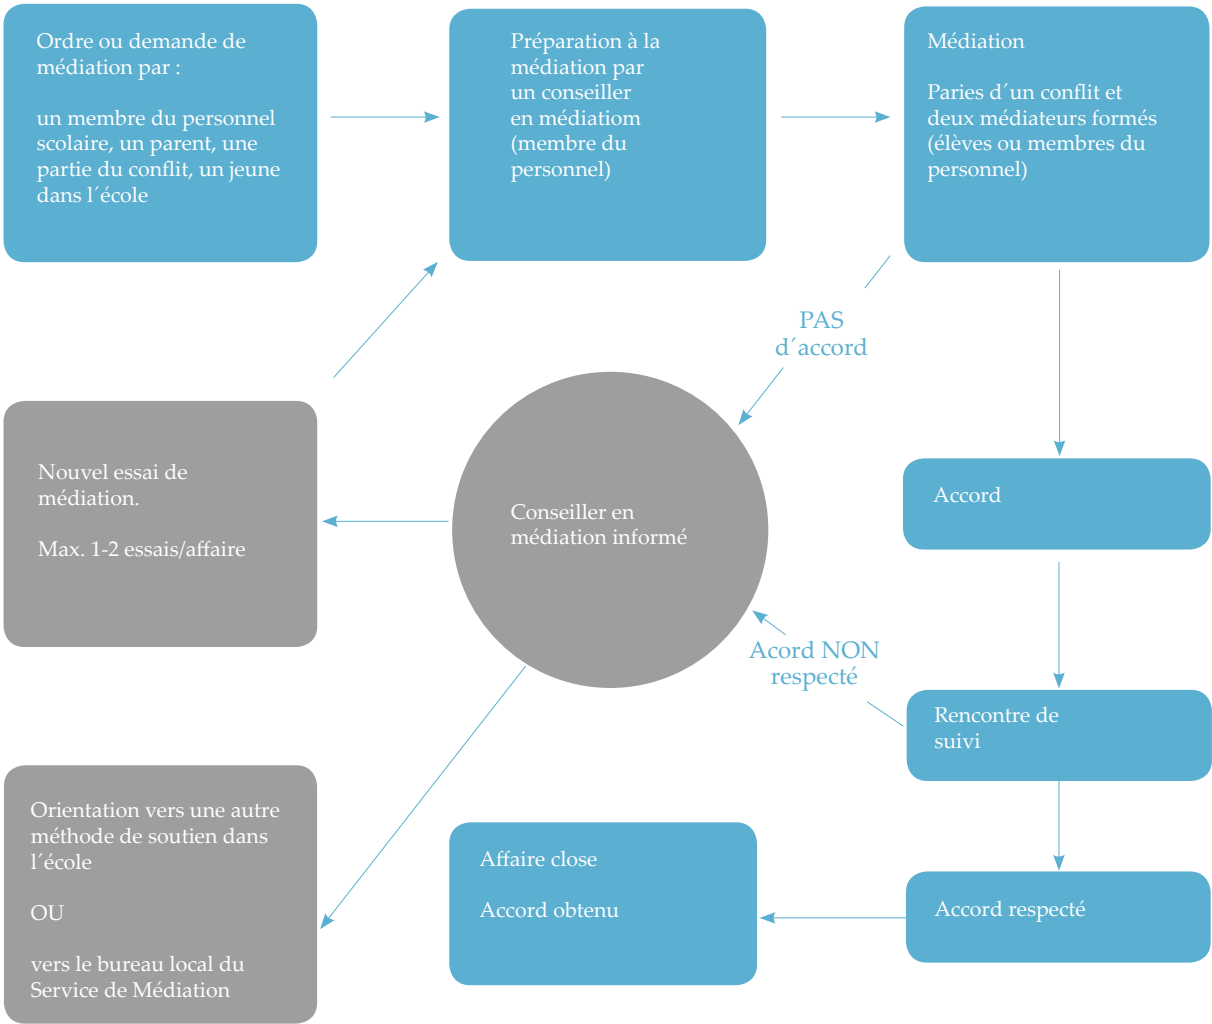 Ordre ou demande de
médiation par :
un membre du personnel
scolaire, un parent, une
partie du conflit, un jeune
dans l´école
Préparation à la
médiation par
un conseiller
en médiatiom
(membre du
personnel)
Médiation
Paries d´un conflit et
deux médiateurs formés
(élèves ou membres du
personnel)
PAS
d´accord
Nouvel essai de
médiation.
Max. 1-2 essais/affaire
Conseiller en
médiation informé
Accord
Acord NON
respecté
Rencontre de
suivi
Orientation vers une autre
méthode de soutien dans
l´école
OU
vers le bureau local du
Service de Médiation
Affaire close
Accord obtenu
Accord respecté